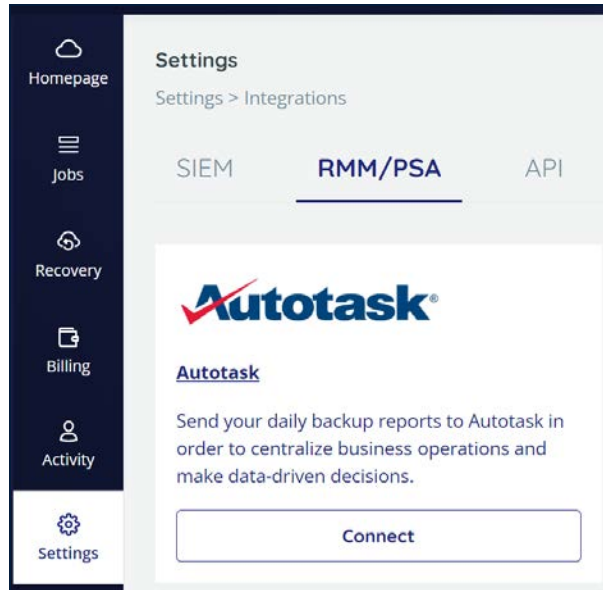 Homepage
Jobs
Recovery
Billing
Activity
Settings
Settings
Settings > Integrations
SIEM RMM/PSA API
Autotask®
Autotask
Send your daily backup reports to Autotask in
order to centralize business operations and
make data-driven decisions.
Connect